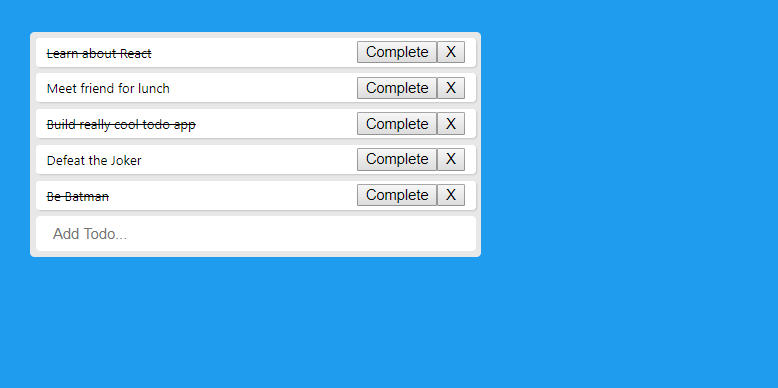 Learn about React Complete X
Meet friend for lunch Complete X
Build really cool todo app Complete X
Defeat the Joker Complete X
Be Batman Complete X
Add Todo...